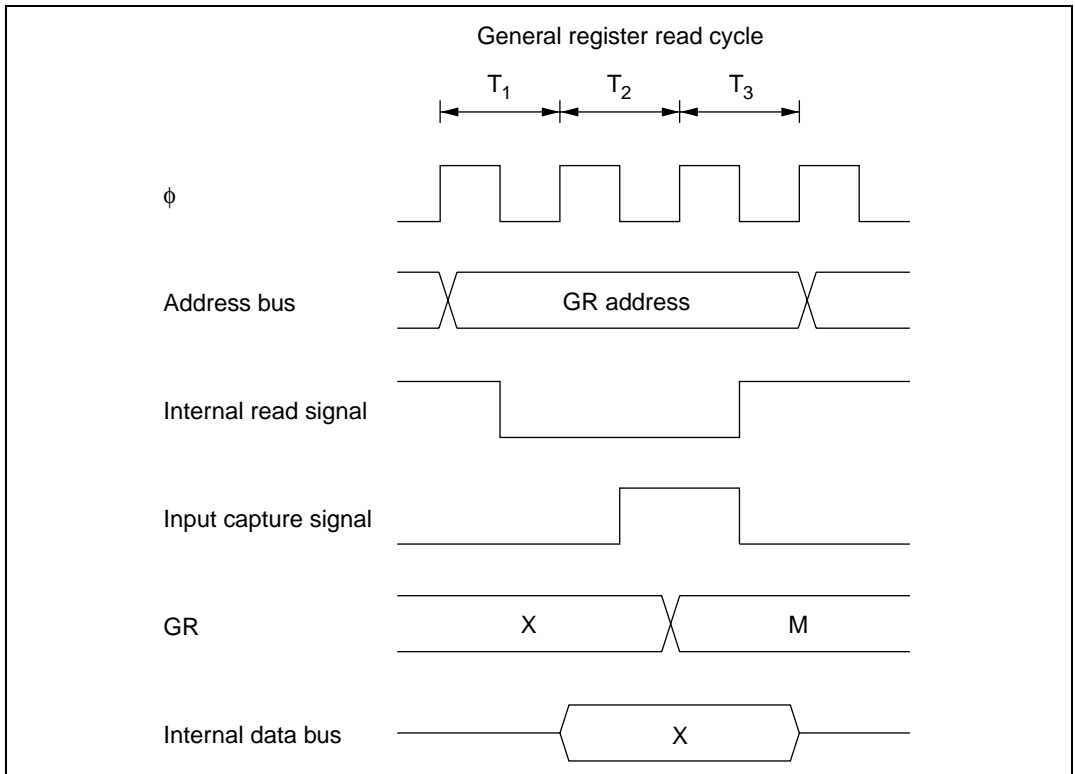 General register read cycle
T1 T2 T3
ϕ
Address bus GR address
Internal read signal
Input capture signal
GR X M
Internal data bus X